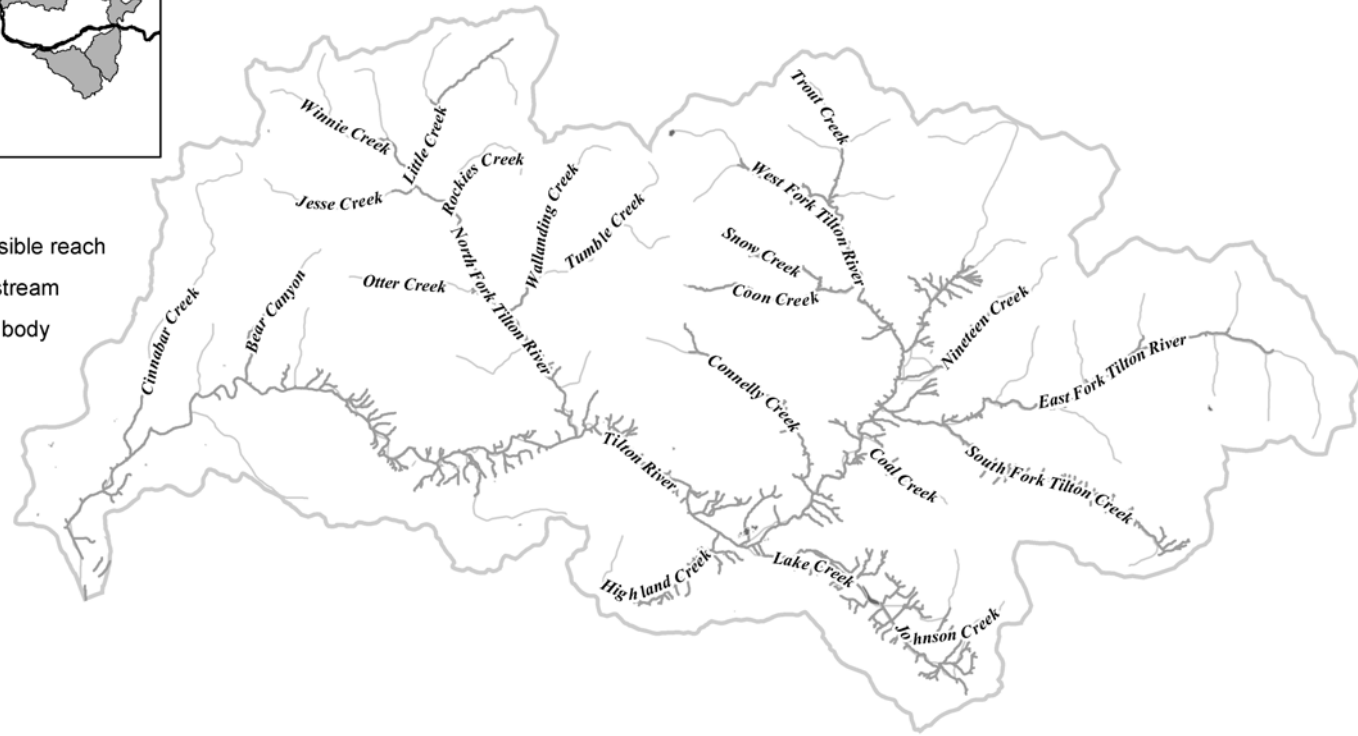 sible reach
stream
body
Winnie Creek
Little Creek
Rockies Creek
Jesse Creek
Wallanding Creek
Tumble Creek
North Fork Tilton River
Otter Creek
Bear Canyon
Cinnabar Creek
Trout Creek
West Fork Tilton River
Snow Creek
Coon Creek
Nineteen Creek
Connelly Creek
East Fork Tilton River
Tilton River
Coal Creek
South Fork Tilton Creek
Highland Creek
Lake Creek
Johnson Creek